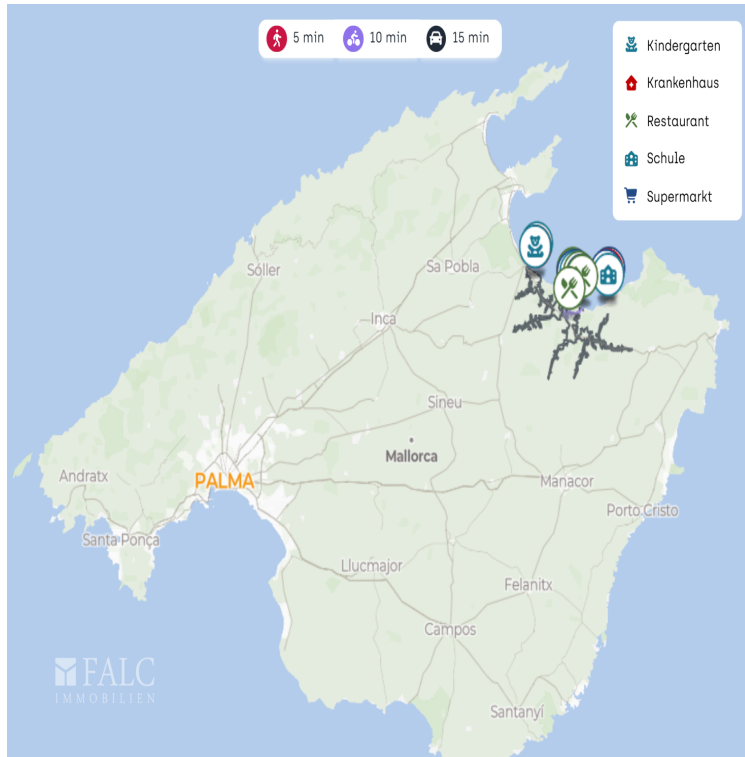 5 min
10 min
15 min
Kindergarten
Krankenhaus
Restaurant
Schule
Supermarkt
Sóller
Sa Pobla
Inca
Sineu
Mallorca
PALMA
Andratx
Manacor
Porto Cristo
Santa Ponça
Llucmajor
Felanitx
Campos
FALC
IMMOBILIEN
Santanyí